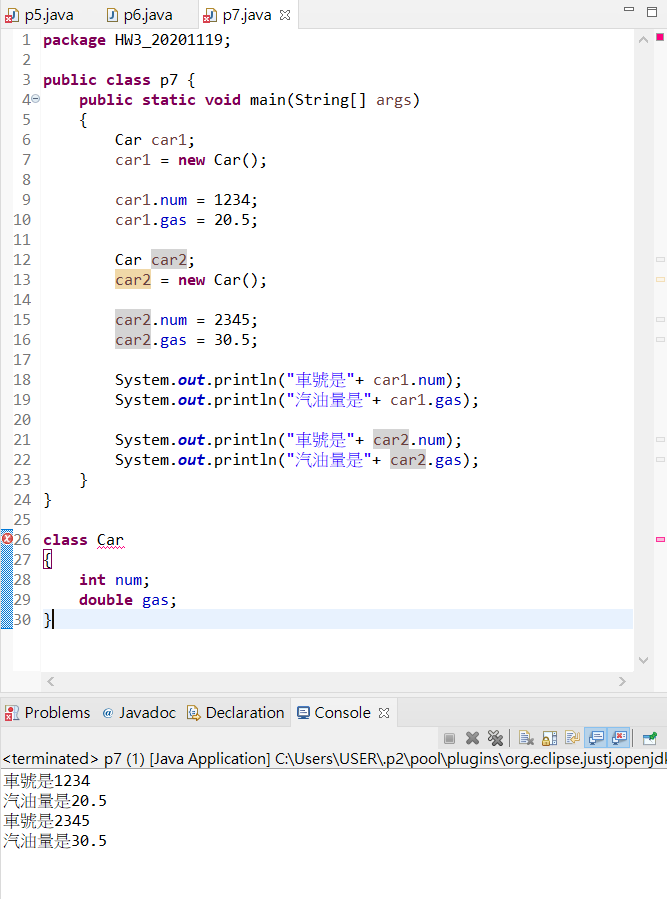 p5.java p6.java p7.java
1 package HW3_20201119;
2
3 public class p7 {
4 public static void main(String[] args)
5 {
6 Car car1;
7 car1 = new Car();
8
9 car1.num = 1234;
10 car1.gas = 20.5;
11
12 Car car2;
13 car2 = new Car();
14
15 car2.num = 2345;
16 car2.gas = 30.5;
17
18 System.out.println("車號是"+ car1.num);
19 System.out.println("汽油量是"+ car1.gas);
20
21 System.out.println("車號是"+ car2.num);
22 System.out.println("汽油量是"+ car2.gas);
23 }
24 }
25
26 class Car
27 {
28 int num;
29 double gas;
30 }
Problems @ Javadoc Declaration Console
<terminated> p7 (1) [Java Application] C:\Users\USER\.p2\pool\plugins\org.eclipse.justj.openjdk
車號是1234
汽油量是20.5
車號是2345
汽油量是30.5